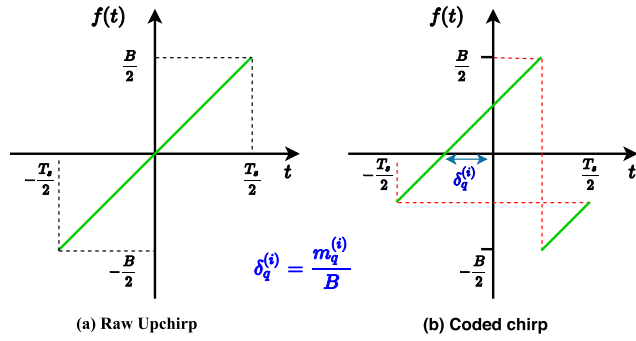 f(t)
B/2
-T_s/2
T_s/2
t
-B/2
(a) Raw Upchirp
δ_q^(i) = m_q^(i)/B
f(t)
B/2
-T_s/2
δ_q^(i)
T_s/2
t
-B/2
(b) Coded chirp